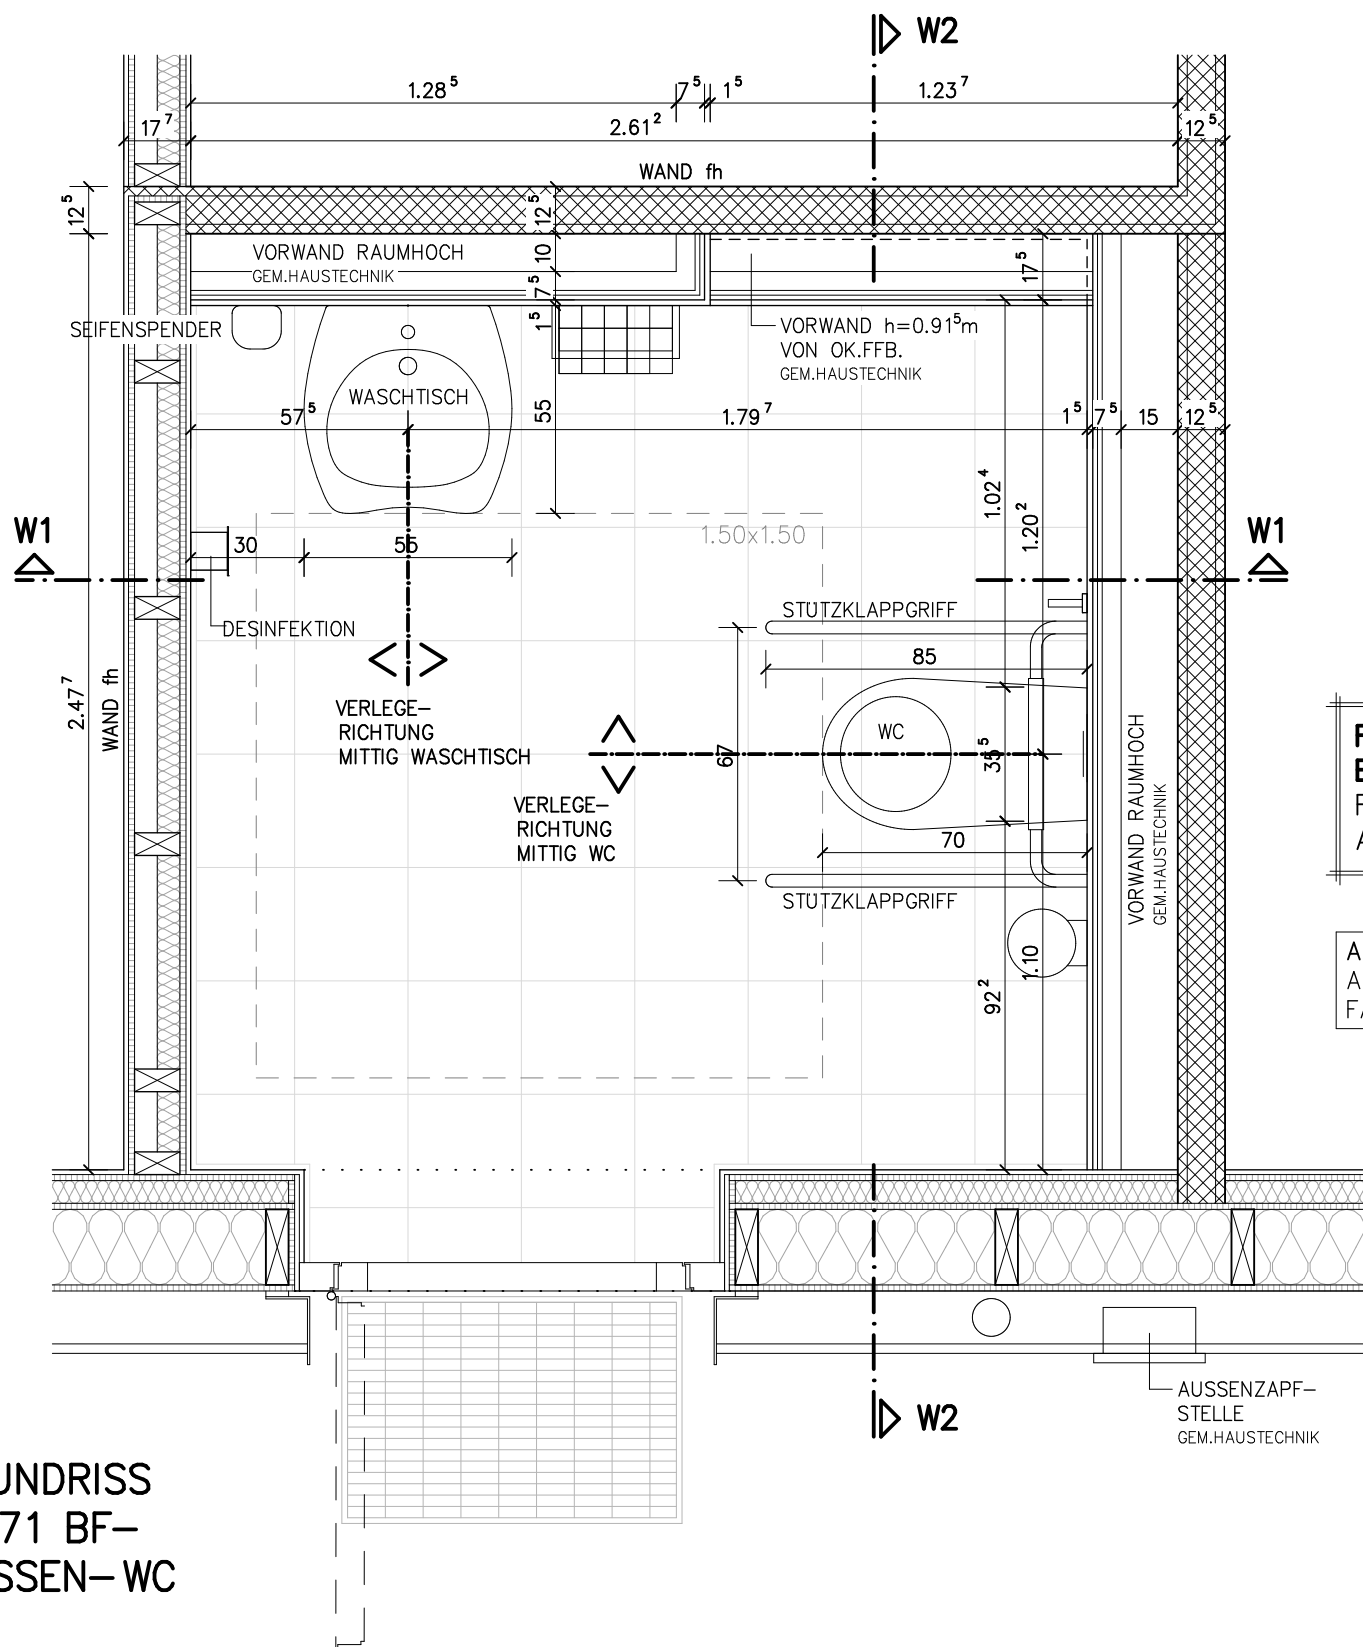 W2
1.28⁵
7⁵
1⁵
1.23⁷
17⁷
2.61²
12⁵
WAND fh
12⁵
12⁵
VORWAND RAUMHOCH
GEM.HAUSTECHNIK
10
7⁵
1⁵
17⁵
SEIFENSPENDER
VORWAND h=0.91⁵m
VON OK.FFB.
GEM.HAUSTECHNIK
WASCHTISCH
57⁵
55
1.79⁷
1⁵
7⁵
15
12⁵
1.02⁴
1.20²
W1
W1
1.50x1.50
30
55
DESINFEKTION
STÜTZKLAPPGRIFF
85
2.47⁷
WAND fh
VERLEGE-
RICHTUNG
MITTIG WASCHTISCH
WC
67
35⁵
VERLEGE-
RICHTUNG
MITTIG WC
70
STÜTZKLAPPGRIFF
VORWAND RAUMHOCH
GEM.HAUSTECHNIK
92²
1.10
A
A
FA
AUSSENZAPF-
STELLE
GEM.HAUSTECHNIK
W2
UNDRISS
71 BF-
SSEN-WC